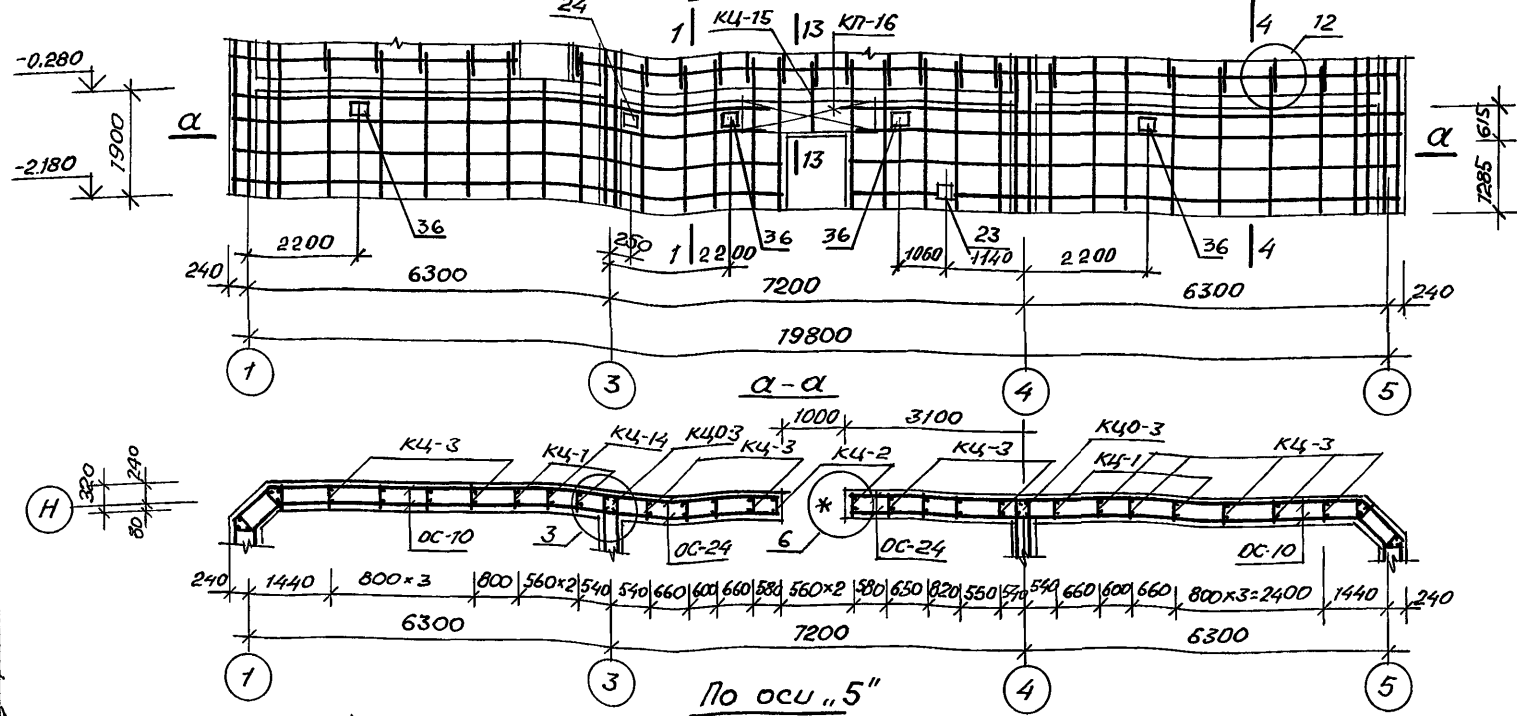 24 1 КЦ-15 13 КП-16 4 12
-0.280
а 1900 а 615
-2.180 13 1285
36 250 1 2200 36 36 23 36 4
2200 1060 1140 2200
240 6300 7200 6300 240
19800
1 3 а-а 4 5
1000 3100
КЦ-3 КЦ-1 КЦ-14 КЦ0-3 КЦ-3 КЦ-2 КЦ-3 КЦ0-3 КЦ-1 КЦ-3
Н 320 240 80 *
ОС-10 3 ОС-24 6 ОС-24 ОС-10
240 1440 800×3 800 560×2 540 540 660 600 660 580 560×2 580 650 820 550 540 540 660 600 660 800×3=2400 1440 240
6300 7200 6300
1 3 4 5
По оси „5"